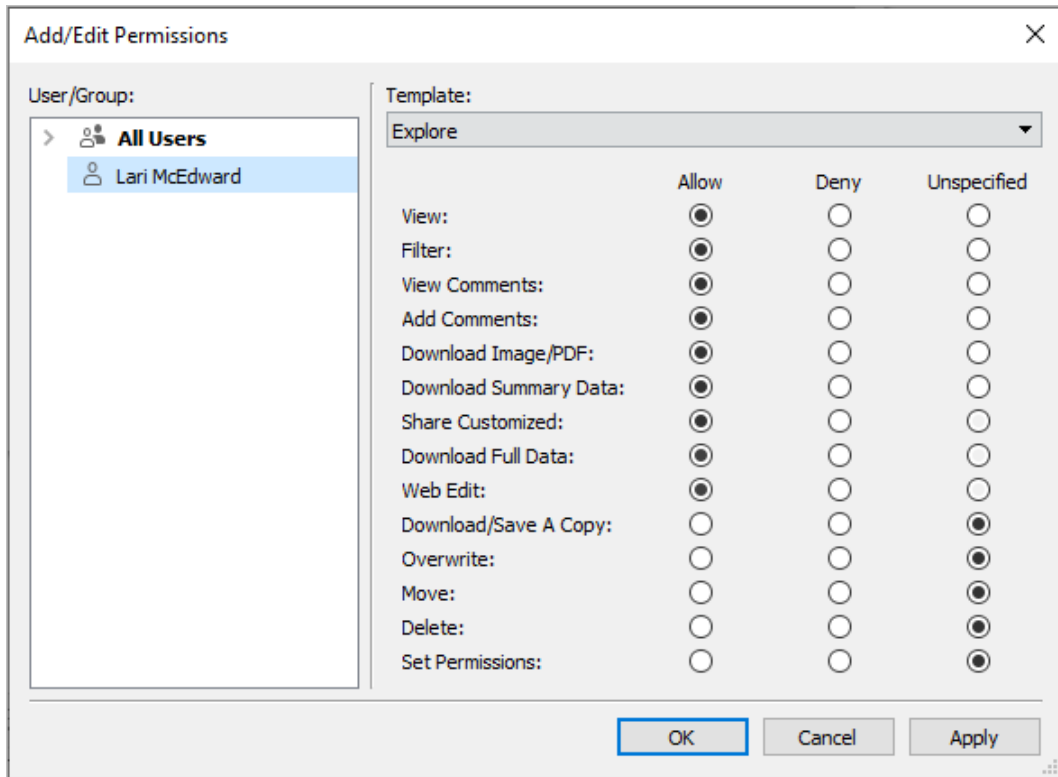 Add/Edit Permissions
User/Group:
All Users
Lari McEdward
Template:
Explore
Allow Deny Unspecified
View:
Filter:
View Comments:
Add Comments:
Download Image/PDF:
Download Summary Data:
Share Customized:
Download Full Data:
Web Edit:
Download/Save A Copy:
Overwrite:
Move:
Delete:
Set Permissions:
OK Cancel Apply